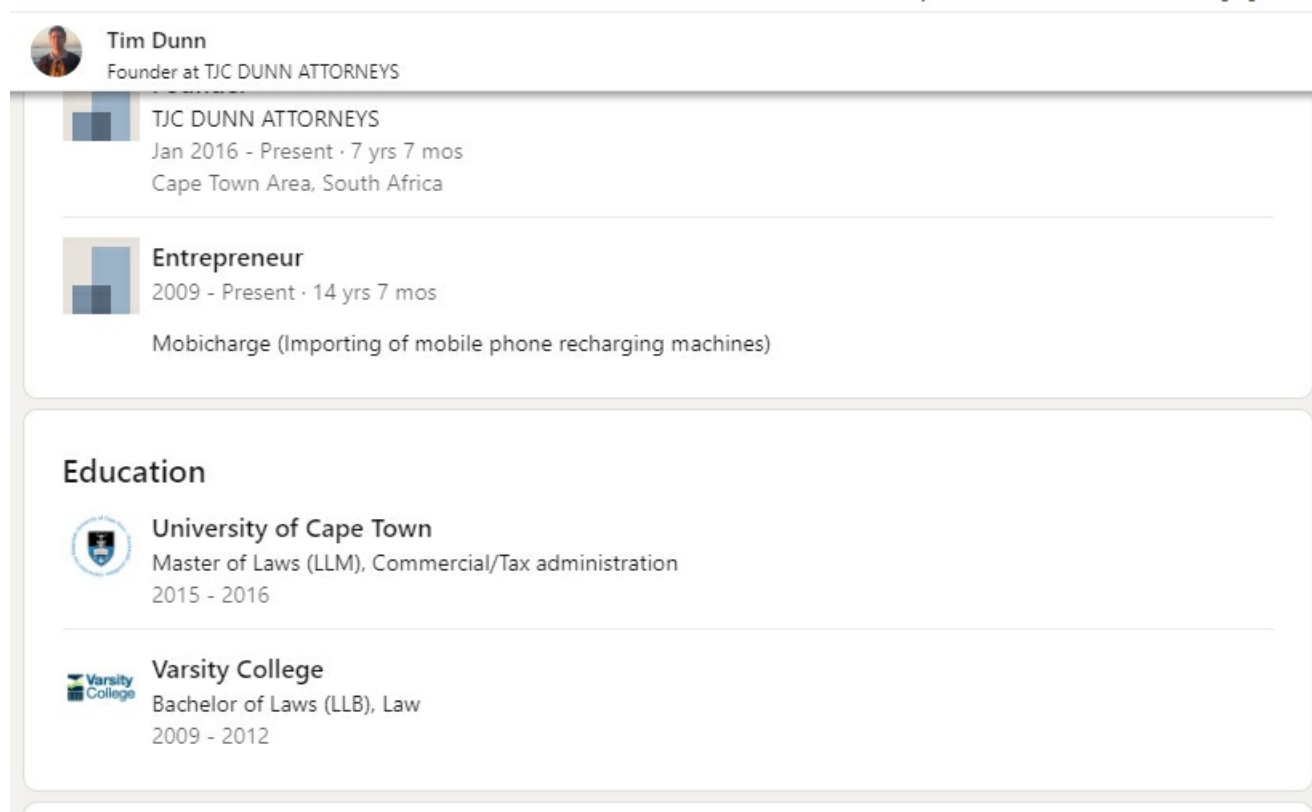 Tim Dunn
Founder at TJC DUNN ATTORNEYS
TJC DUNN ATTORNEYS
Jan 2016 - Present · 7 yrs 7 mos
Cape Town Area, South Africa
Entrepreneur
2009 - Present · 14 yrs 7 mos
Mobicharge (Importing of mobile phone recharging machines)
Education
University of Cape Town
Master of Laws (LLM), Commercial/Tax administration
2015 - 2016
Varsity
College
Varsity College
Bachelor of Laws (LLB), Law
2009 - 2012